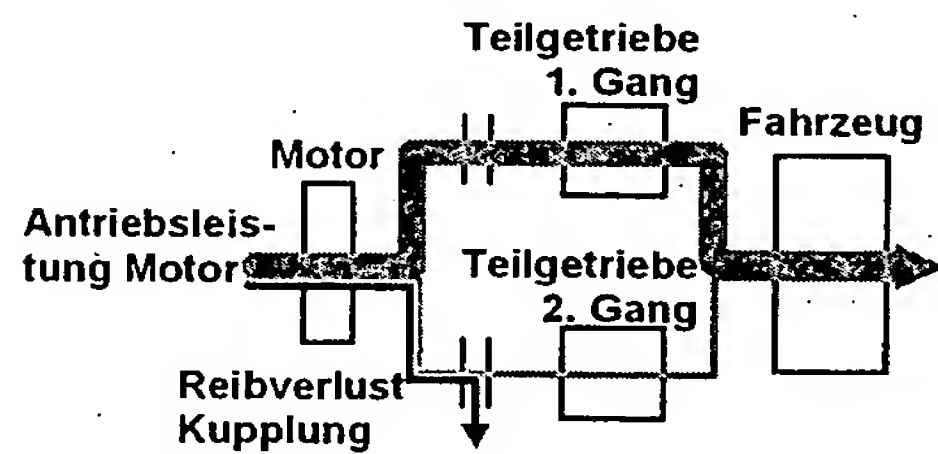 Teilgetriebe
1. Gang
Fahrzeug
Motor
Antriebsleis-
tung Motor
Teilgetriebe
2. Gang
Reibverlust
Kupplung